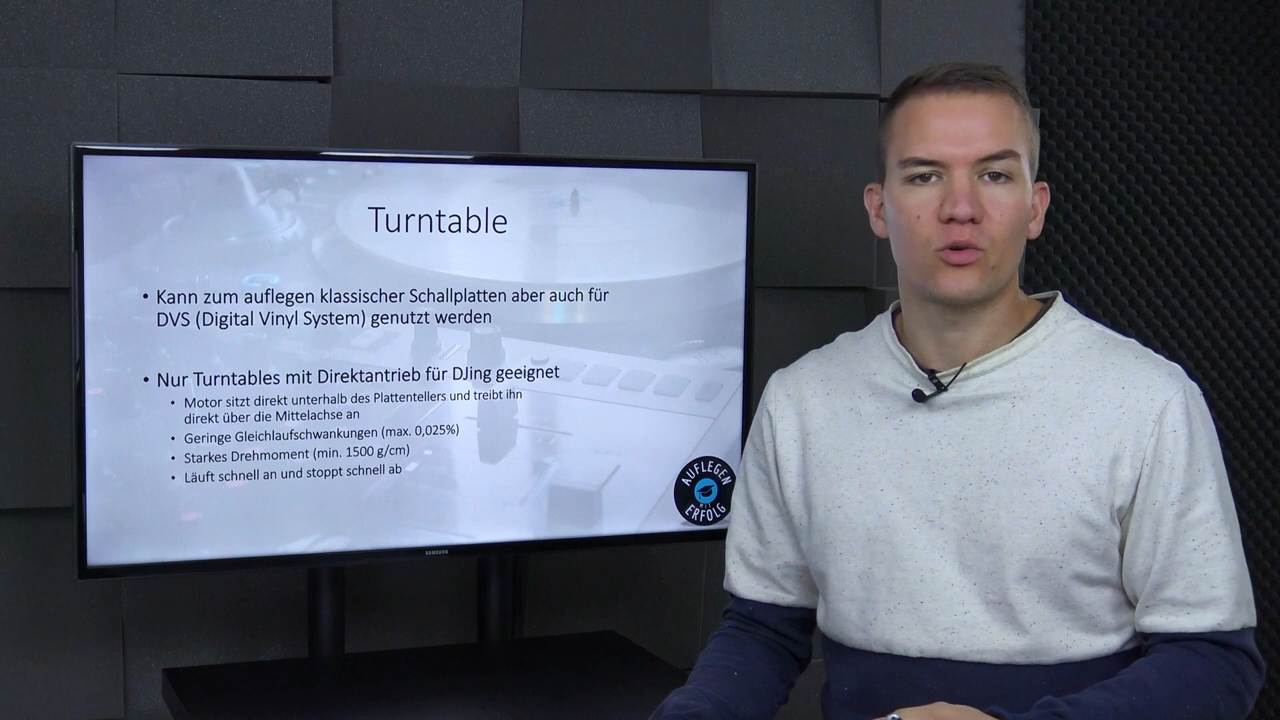 Turntable
• Kann zum auflegen klassischer Schallplatten aber auch für
DVS (Digital Vinyl System) genutzt werden
• Nur Turntables mit Direktantrieb für DJing geeignet
• Motor sitzt direkt unterhalb des Plattentellers und treibt ihn
direkt über die Mittelachse an
• Geringe Gleichlaufschwankungen (max. 0,025%)
• Starkes Drehmoment (min. 1500 g/cm)
• Läuft schnell an und stoppt schnell ab
AUFLEGEN
MIT
ERFOLG
SAMSUNG